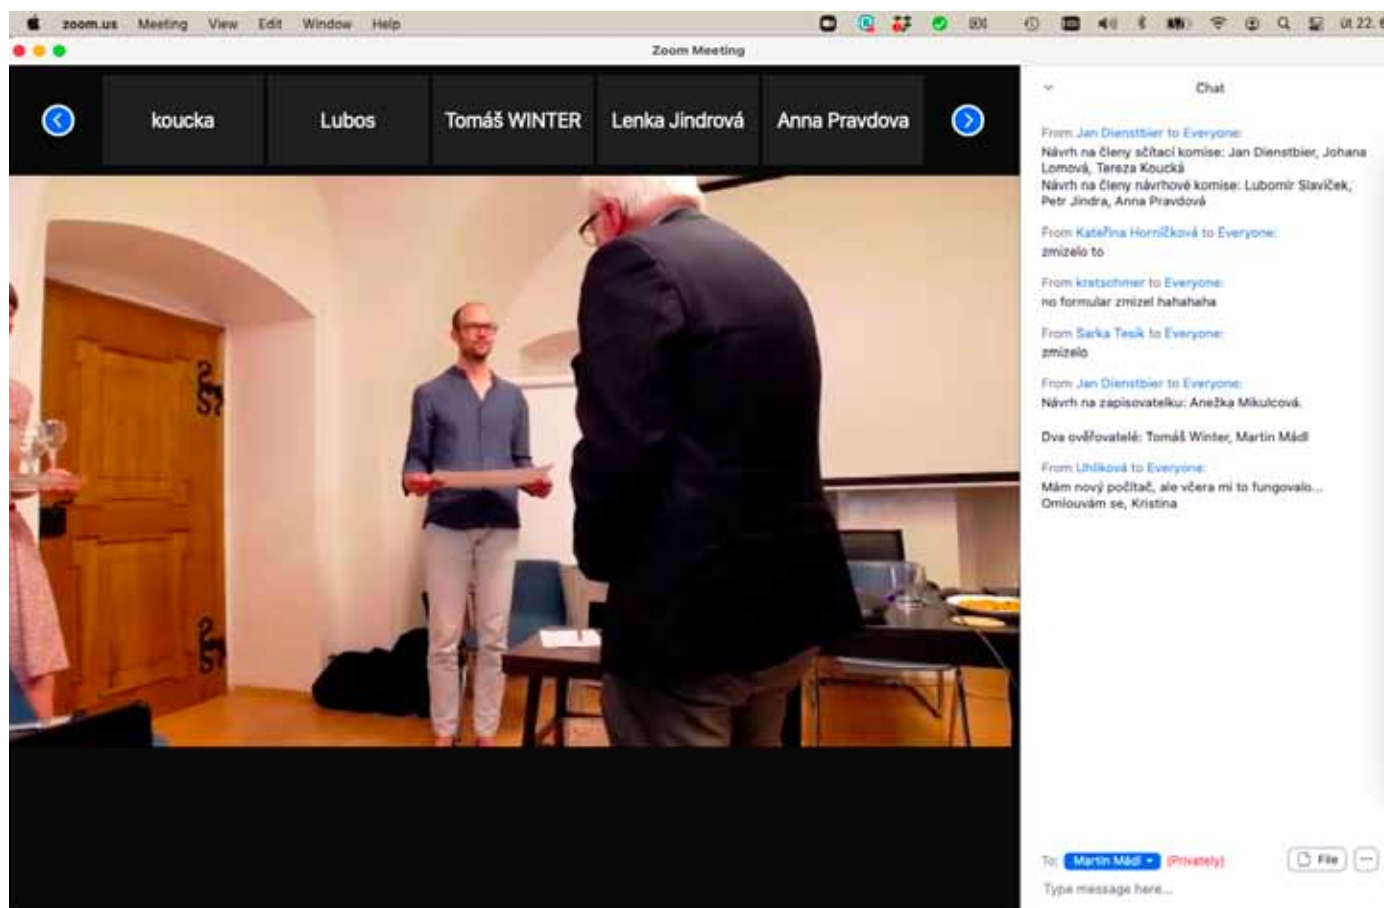 zoom.us Meeting View Edit Window Help
út 22. 6
Zoom Meeting
koucka
Lubos
Tomáš WINTER
Lenka Jindrová
Anna Pravdova
Chat
From Jan Dienstbier to Everyone:
Návrh na členy sčítací komise: Jan Dienstbier, Johana
Lomová, Tereza Koucká
Návrh na členy návrhové komise: Lubomír Slavíček,
Petr Jindra, Anna Pravdová
From Kateřina Horníčková to Everyone:
zmizelo to
From kretschmer to Everyone:
no formular zmizel hahahaha
From Sarka Tesik to Everyone:
zmizelo
From Jan Dienstbier to Everyone:
Návrh na zapisovatelku: Anežka Mikulcová.
Dva ověřovatelé: Tomáš Winter, Martin Mádl
From Uhlíková to Everyone:
Mám nový počítač, ale včera mi to fungovalo...
Omlouvám se, Kristina
To: Martin Mádl (Privately)
File
Type message here...